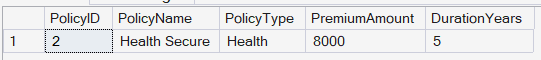 PolicyID PolicyName PolicyType PremiumAmount DurationYears
1 2 Health Secure Health 8000 5